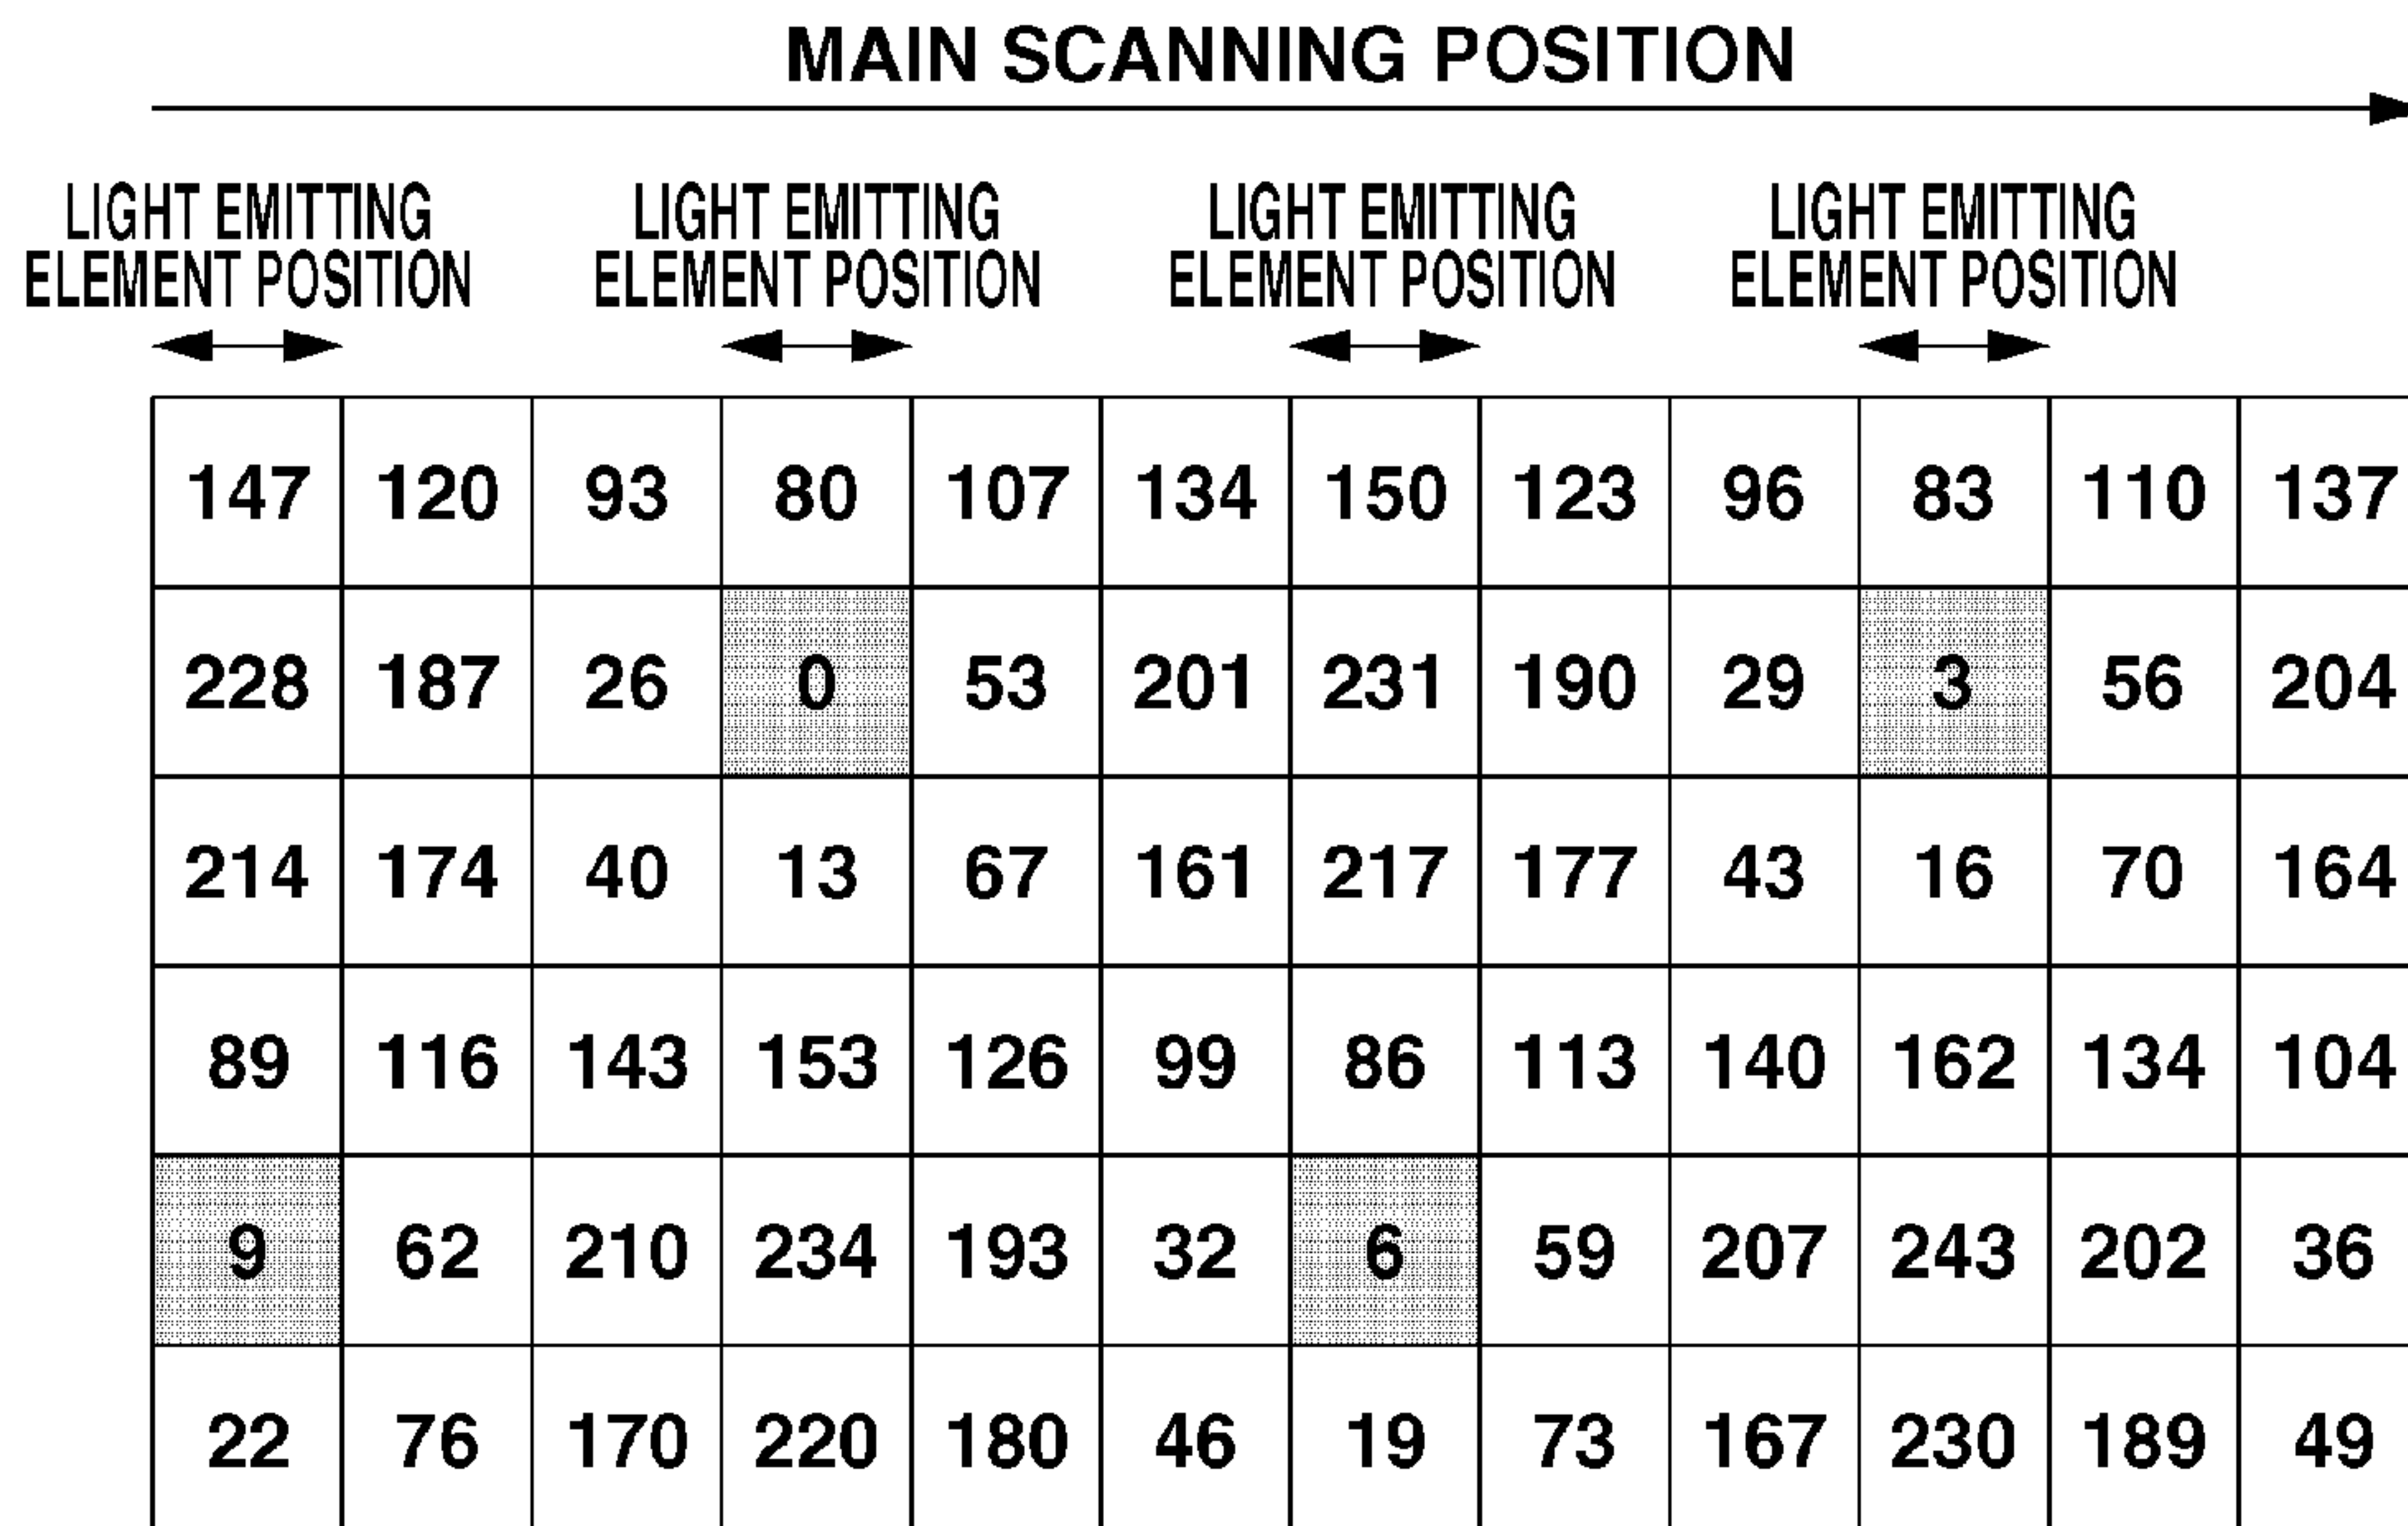 MAIN SCANNING POSITION
LIGHT EMITTING ELEMENT POSITION
LIGHT EMITTING ELEMENT POSITION
LIGHT EMITTING ELEMENT POSITION
LIGHT EMITTING ELEMENT POSITION
147 120 93 80 107 134 150 123 96 83 110 137
228 187 26 0 53 201 231 190 29 3 56 204
214 174 40 13 67 161 217 177 43 16 70 164
89 116 143 153 126 99 86 113 140 162 134 104
9 62 210 234 193 32 6 59 207 243 202 36
22 76 170 220 180 46 19 73 167 230 189 49